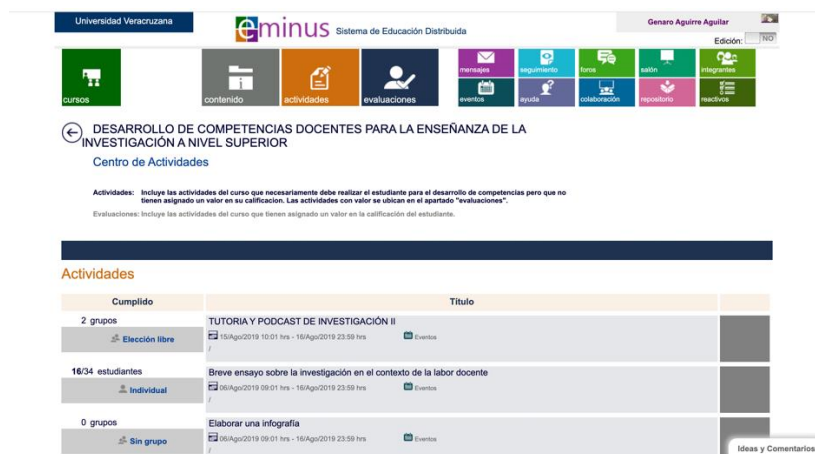 Universidad Veracruzana
eminus Sistema de Educación Distribuida
Genaro Aguirre Aguilar
Edición: NO
cursos
contenido
actividades
evaluaciones
mensajes
seguimiento
foros
salón
integrantes
eventos
ayuda
colaboración
repositorio
reactivos
DESARROLLO DE COMPETENCIAS DOCENTES PARA LA ENSEÑANZA DE LA
INVESTIGACIÓN A NIVEL SUPERIOR
Centro de Actividades
Actividades: Incluye las actividades del curso que necesariamente debe realizar el estudiante para el desarrollo de competencias pero que no
tienen asignado un valor en su calificacion. Las actividades con valor se ubican en el apartado "evaluaciones".
Evaluaciones: Incluye las actividades del curso que tienen asignado un valor en la calificación del estudiante.
Actividades
Cumplido Título
2 grupos TUTORIA Y PODCAST DE INVESTIGACIÓN II
Elección libre 15/Ago/2019 10:01 hrs - 16/Ago/2019 23:59 hrs Eventos
/
16/34 estudiantes Breve ensayo sobre la investigación en el contexto de la labor docente
Individual 06/Ago/2019 09:01 hrs - 16/Ago/2019 23:59 hrs Eventos
/
0 grupos Elaborar una infografía
Sin grupo 06/Ago/2019 09:01 hrs - 16/Ago/2019 23:59 hrs Eventos
/
Ideas y Comentarios